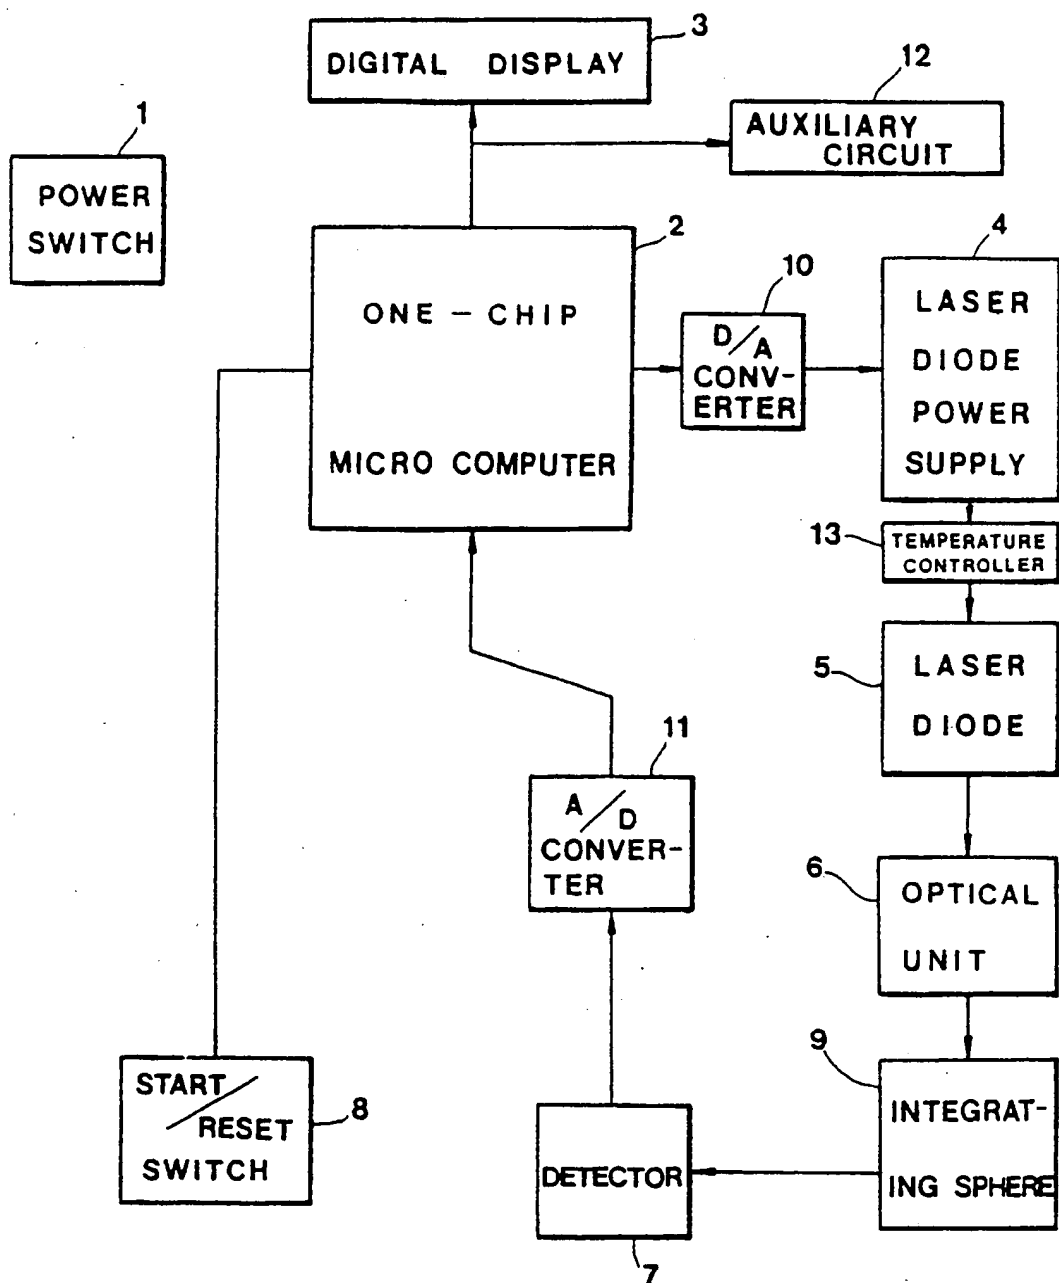 3
DIGITAL DISPLAY
12
AUXILIARY
CIRCUIT
1
POWER
SWITCH
2
ONE-CHIP
MICRO COMPUTER
10
D/A
CONV-
ERTER
4
LASER
DIODE
POWER
SUPPLY
13
TEMPERATURE
CONTROLLER
5
LASER
DIODE
11
A/D
CONVER-
TER
6
OPTICAL
UNIT
9
INTEGRAT-
ING SPHERE
START/
RESET
SWITCH
8
DETECTOR
7